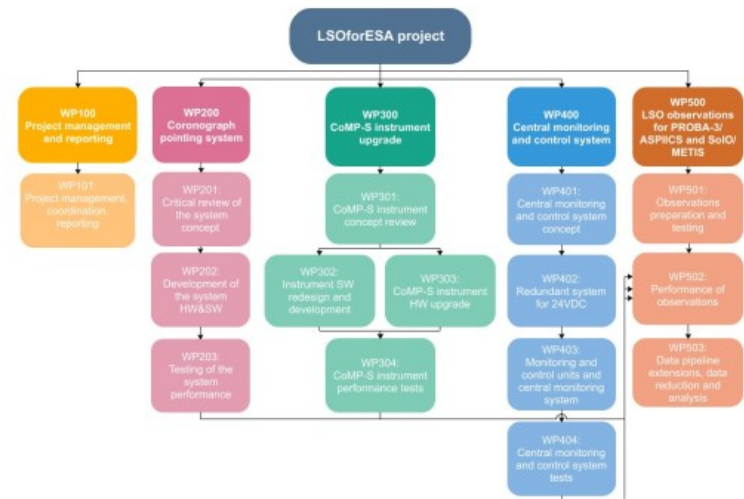 LSOforESA project
WP100
Project management
and reporting
WP101:
Project management,
coordination,
reporting
WP200
Coronograph
pointing system
WP201:
Critical review of
the system
concept
WP202:
Development of
the system
HW&SW
WP203:
Testing of the
system
performance
WP300
CoMP-S instrument
upgrade
WP301:
CoMP-S instrument
concept review
WP302:
Instrument SW
redesign and
development
WP303:
CoMP-S instrument
HW upgrade
WP304:
CoMP-S instrument
performance tests
WP400
Central monitoring
and control system
WP401:
Central monitoring
and control system
concept
WP402:
Redundant system
for 24VDC
WP403:
Monitoring and
control units and
central monitoring
system
WP404:
Central monitoring
and control system
tests
WP500
LSO observations
for PROBA-3/
ASPIICS and SolO/
METIS
WP501:
Observations
preparation and
testing
WP502:
Performance of
observations
WP503:
Data pipeline
extensions, data
reduction and
analysis